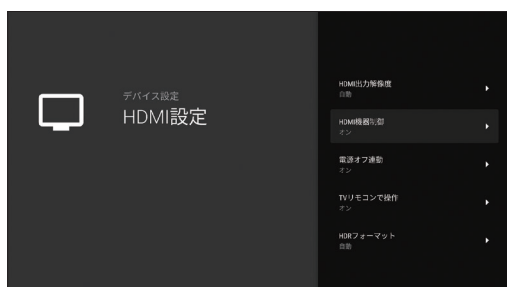 デバイス設定
HDMI設定
HDMI出力解像度
自動
HDMI機器制御
オン
電源オフ連動
オン
TVリモコンで操作
オン
HDRフォーマット
自動